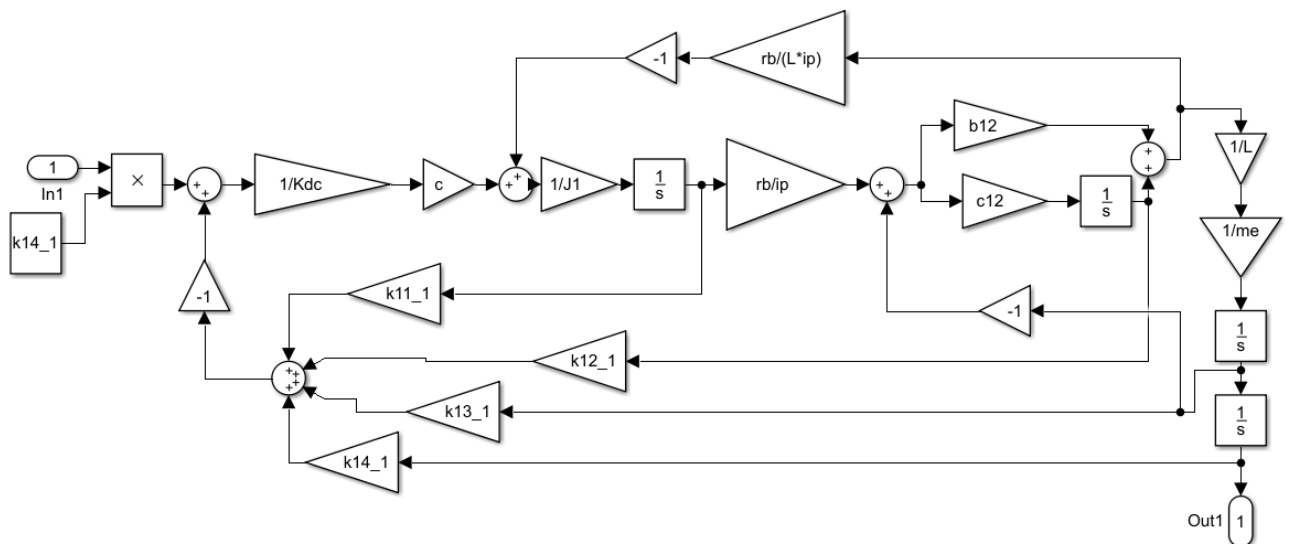 -1
rb/(L*ip)
b12
1/L
1
In1
×
+
+
1/Kdc
c
+
+
1/J1
1
s
rb/ip
+
+
c12
1
s
+
+
k14_1
1/me
-1
k11_1
-1
1
s
k12_1
+
+
+
+
k13_1
1
s
k14_1
Out1
1